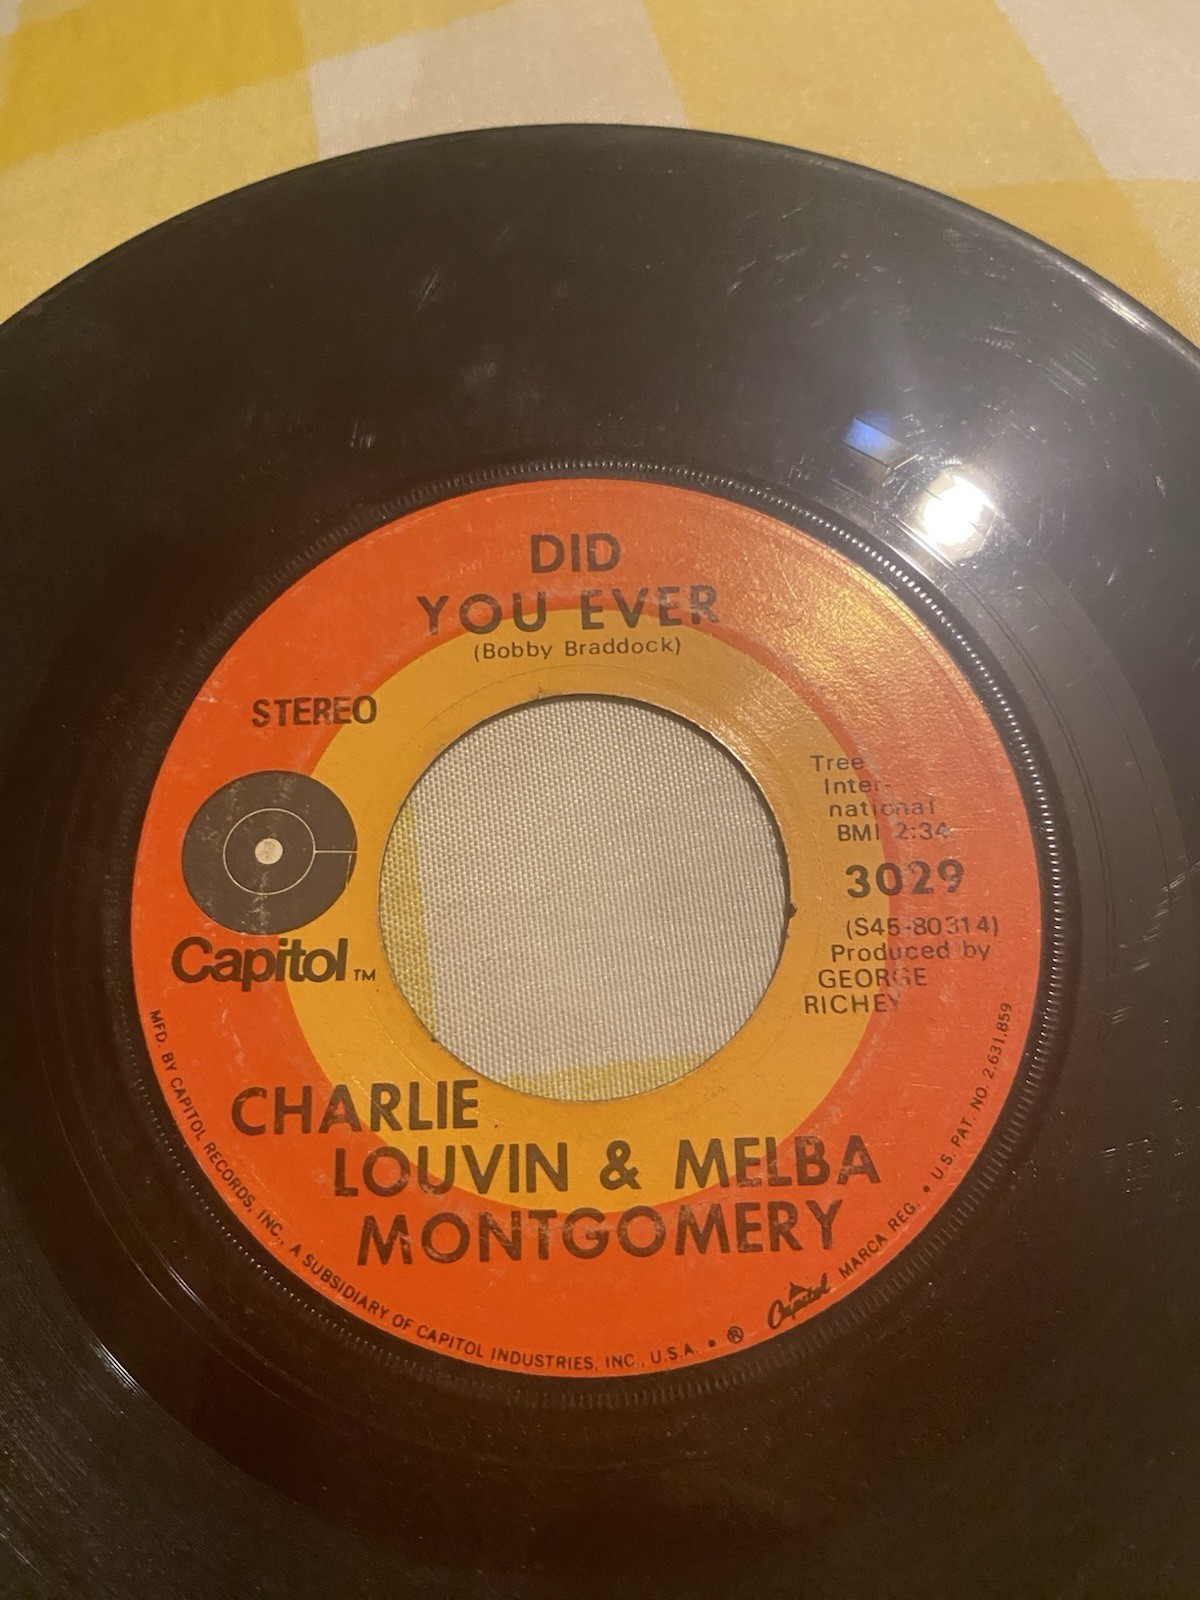 DID
YOU EVER
(Bobby Braddock)
STEREO
Tree
Inter-
national
BMI 2:34
3029
(S45-80314)
Produced by
GEORGE
RICHEY
Capitol TM
CHARLIE
LOUVIN & MELBA
MONTGOMERY
MFD. BY CAPITOL RECORDS, INC., A SUBSIDIARY OF CAPITOL INDUSTRIES, INC., U.S.A. • ® Capitol MARCA REG. • U.S. PAT. NO. 2,631,859